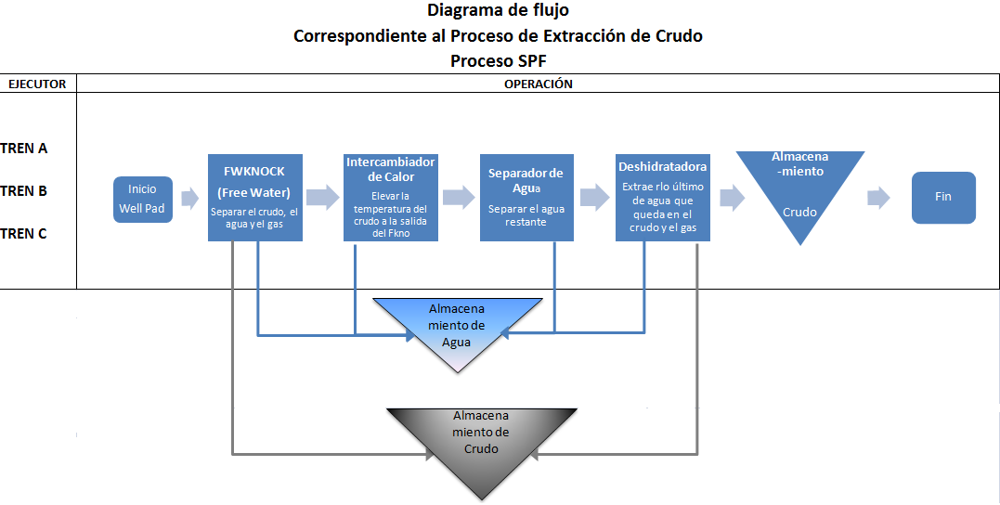 Diagrama de flujo
Correspondiente al Proceso de Extracción de Crudo
Proceso SPF
EJECUTOR
OPERACIÓN
TREN A
TREN B
TREN C
Inicio
Well Pad
FWKNOCK
(Free Water)
Separar el crudo, el
agua y el gas
Intercambiador
de Calor
Elevar la
temperatura del
crudo a la salida
del Fkno
Separador de
Agua
Separar el agua
restante
Deshidratadora
Extrae rlo último
de agua que
queda en el
crudo y el gas
Almacena
-miento
Crudo
Fin
Almacena
miento de
Agua
Almacena
miento de
Crudo